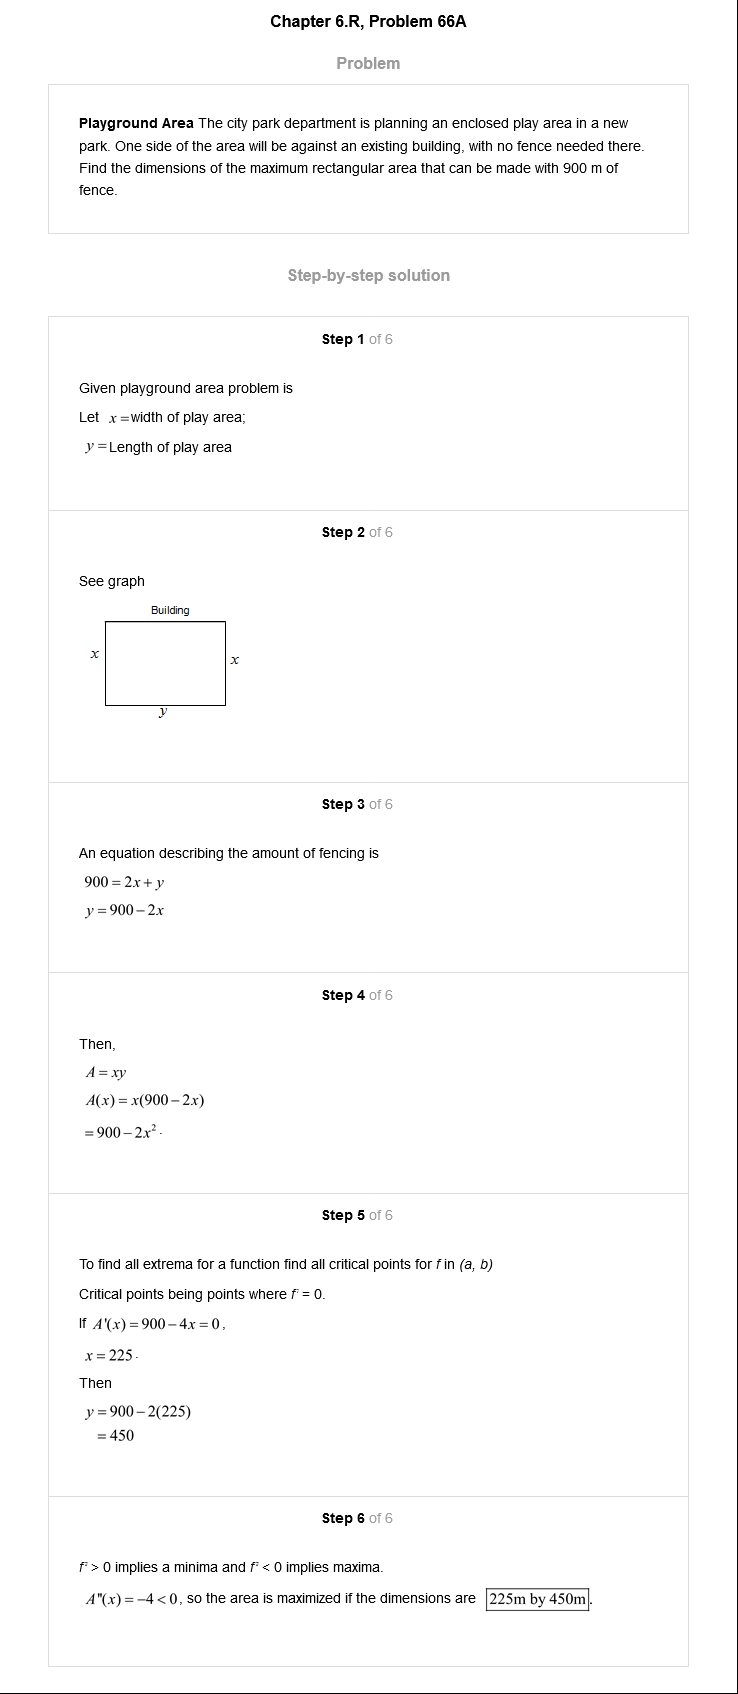 Chapter 6.R, Problem 66A
Problem
Playground Area The city park department is planning an enclosed play area in a new
park. One side of the area will be against an existing building, with no fence needed there.
Find the dimensions of the maximum rectangular area that can be made with 900 m of
fence.
Step-by-step solution
Step 1 of 6
Given playground area problem is
Let x = width of play area;
y = Length of play area
Step 2 of 6
See graph
Building
x
x
y
Step 3 of 6
An equation describing the amount of fencing is
900 = 2x + y
y = 900 – 2x
Step 4 of 6
Then,
A = xy
A(x) = x(900 – 2x)
= 900 – 2x².
Step 5 of 6
To find all extrema for a function find all critical points for f in (a, b)
Critical points being points where f' = 0.
If A'(x) = 900 – 4x = 0,
x = 225.
Then
y = 900 – 2(225)
= 450
Step 6 of 6
f" > 0 implies a minima and f" < 0 implies maxima.
A"(x) = –4 < 0, so the area is maximized if the dimensions are 225m by 450m.